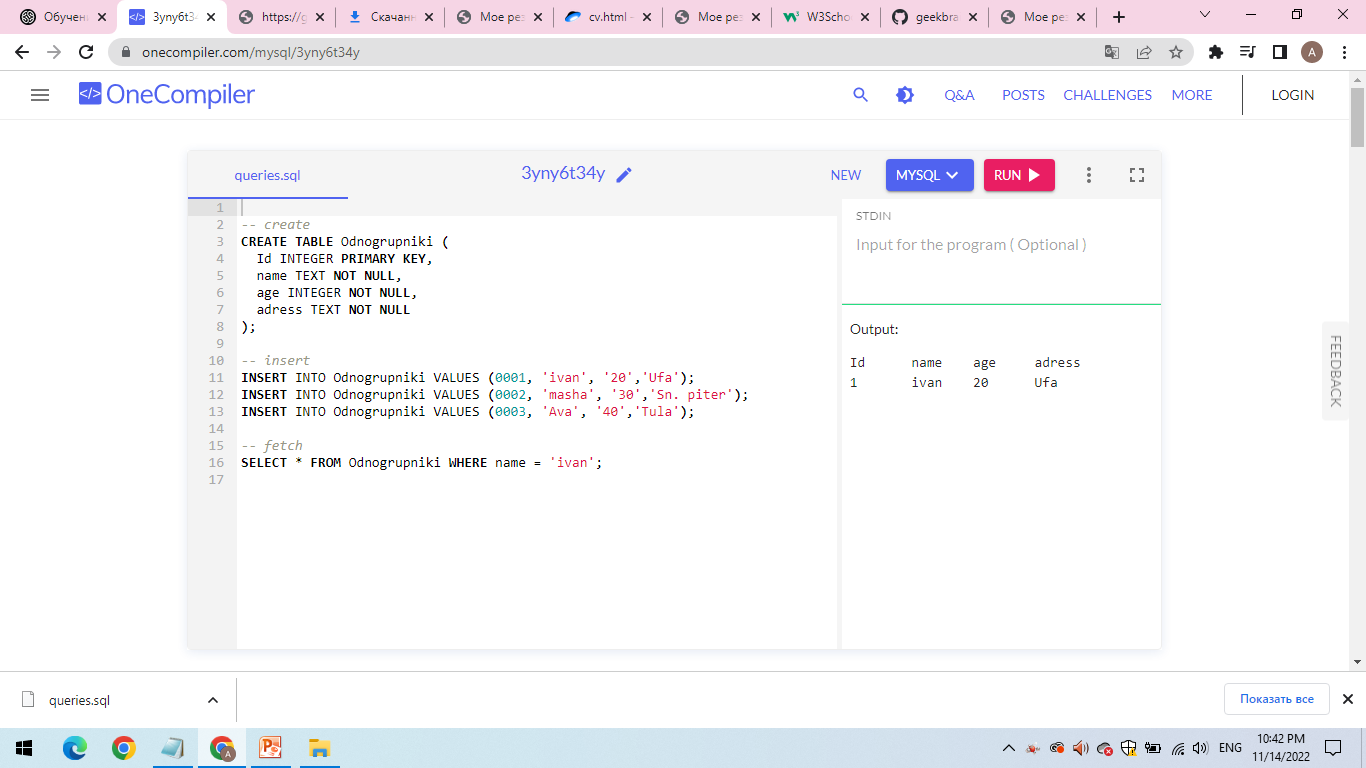 Обучен
3yny6t3
https://g
Скачанн
Мое рез
cv.html -
Мое рез
W3Scho
geekbra
Мое рез
onecompiler.com/mysql/3yny6t34y
A
</> OneCompiler
Q&A POSTS CHALLENGES MORE LOGIN
queries.sql
3yny6t34y
NEW
MYSQL
RUN
1
2 -- create
3 CREATE TABLE Odnogrupniki (
4 Id INTEGER PRIMARY KEY,
5 name TEXT NOT NULL,
6 age INTEGER NOT NULL,
7 adress TEXT NOT NULL
8 );
9
10 -- insert
11 INSERT INTO Odnogrupniki VALUES (0001, 'ivan', '20','Ufa');
12 INSERT INTO Odnogrupniki VALUES (0002, 'masha', '30','Sn. piter');
13 INSERT INTO Odnogrupniki VALUES (0003, 'Ava', '40','Tula');
14
15 -- fetch
16 SELECT * FROM Odnogrupniki WHERE name = 'ivan';
17
STDIN
Input for the program ( Optional )
Output:
Id name age adress
1 ivan 20 Ufa
FEEDBACK
queries.sql
Показать все
ENG
10:42 PM
11/14/2022